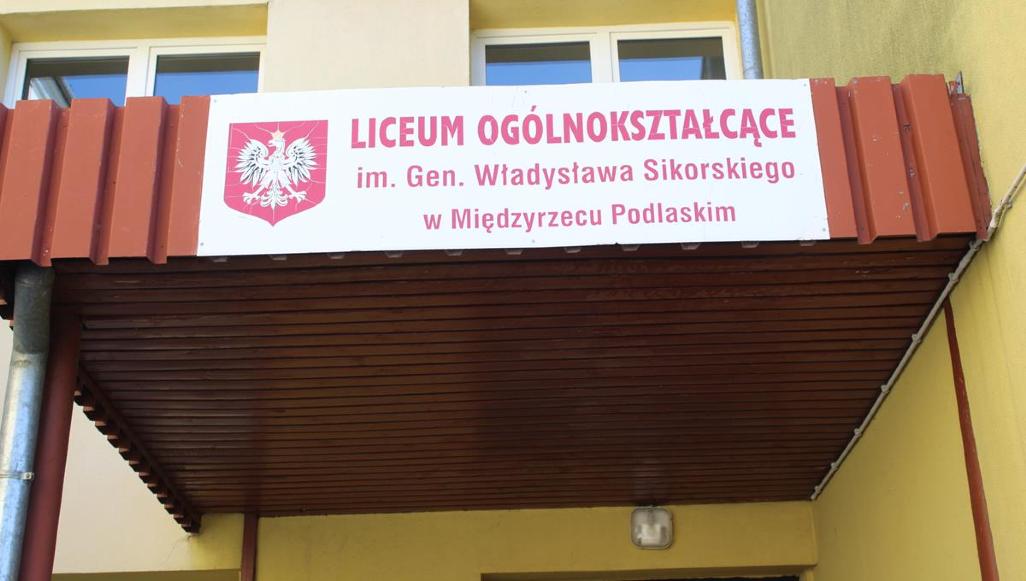 LICEUM OGÓLNOKSZTAŁCĄCE
im. Gen. Władysława Sikorskiego
w Międzyrzecu Podlaskim